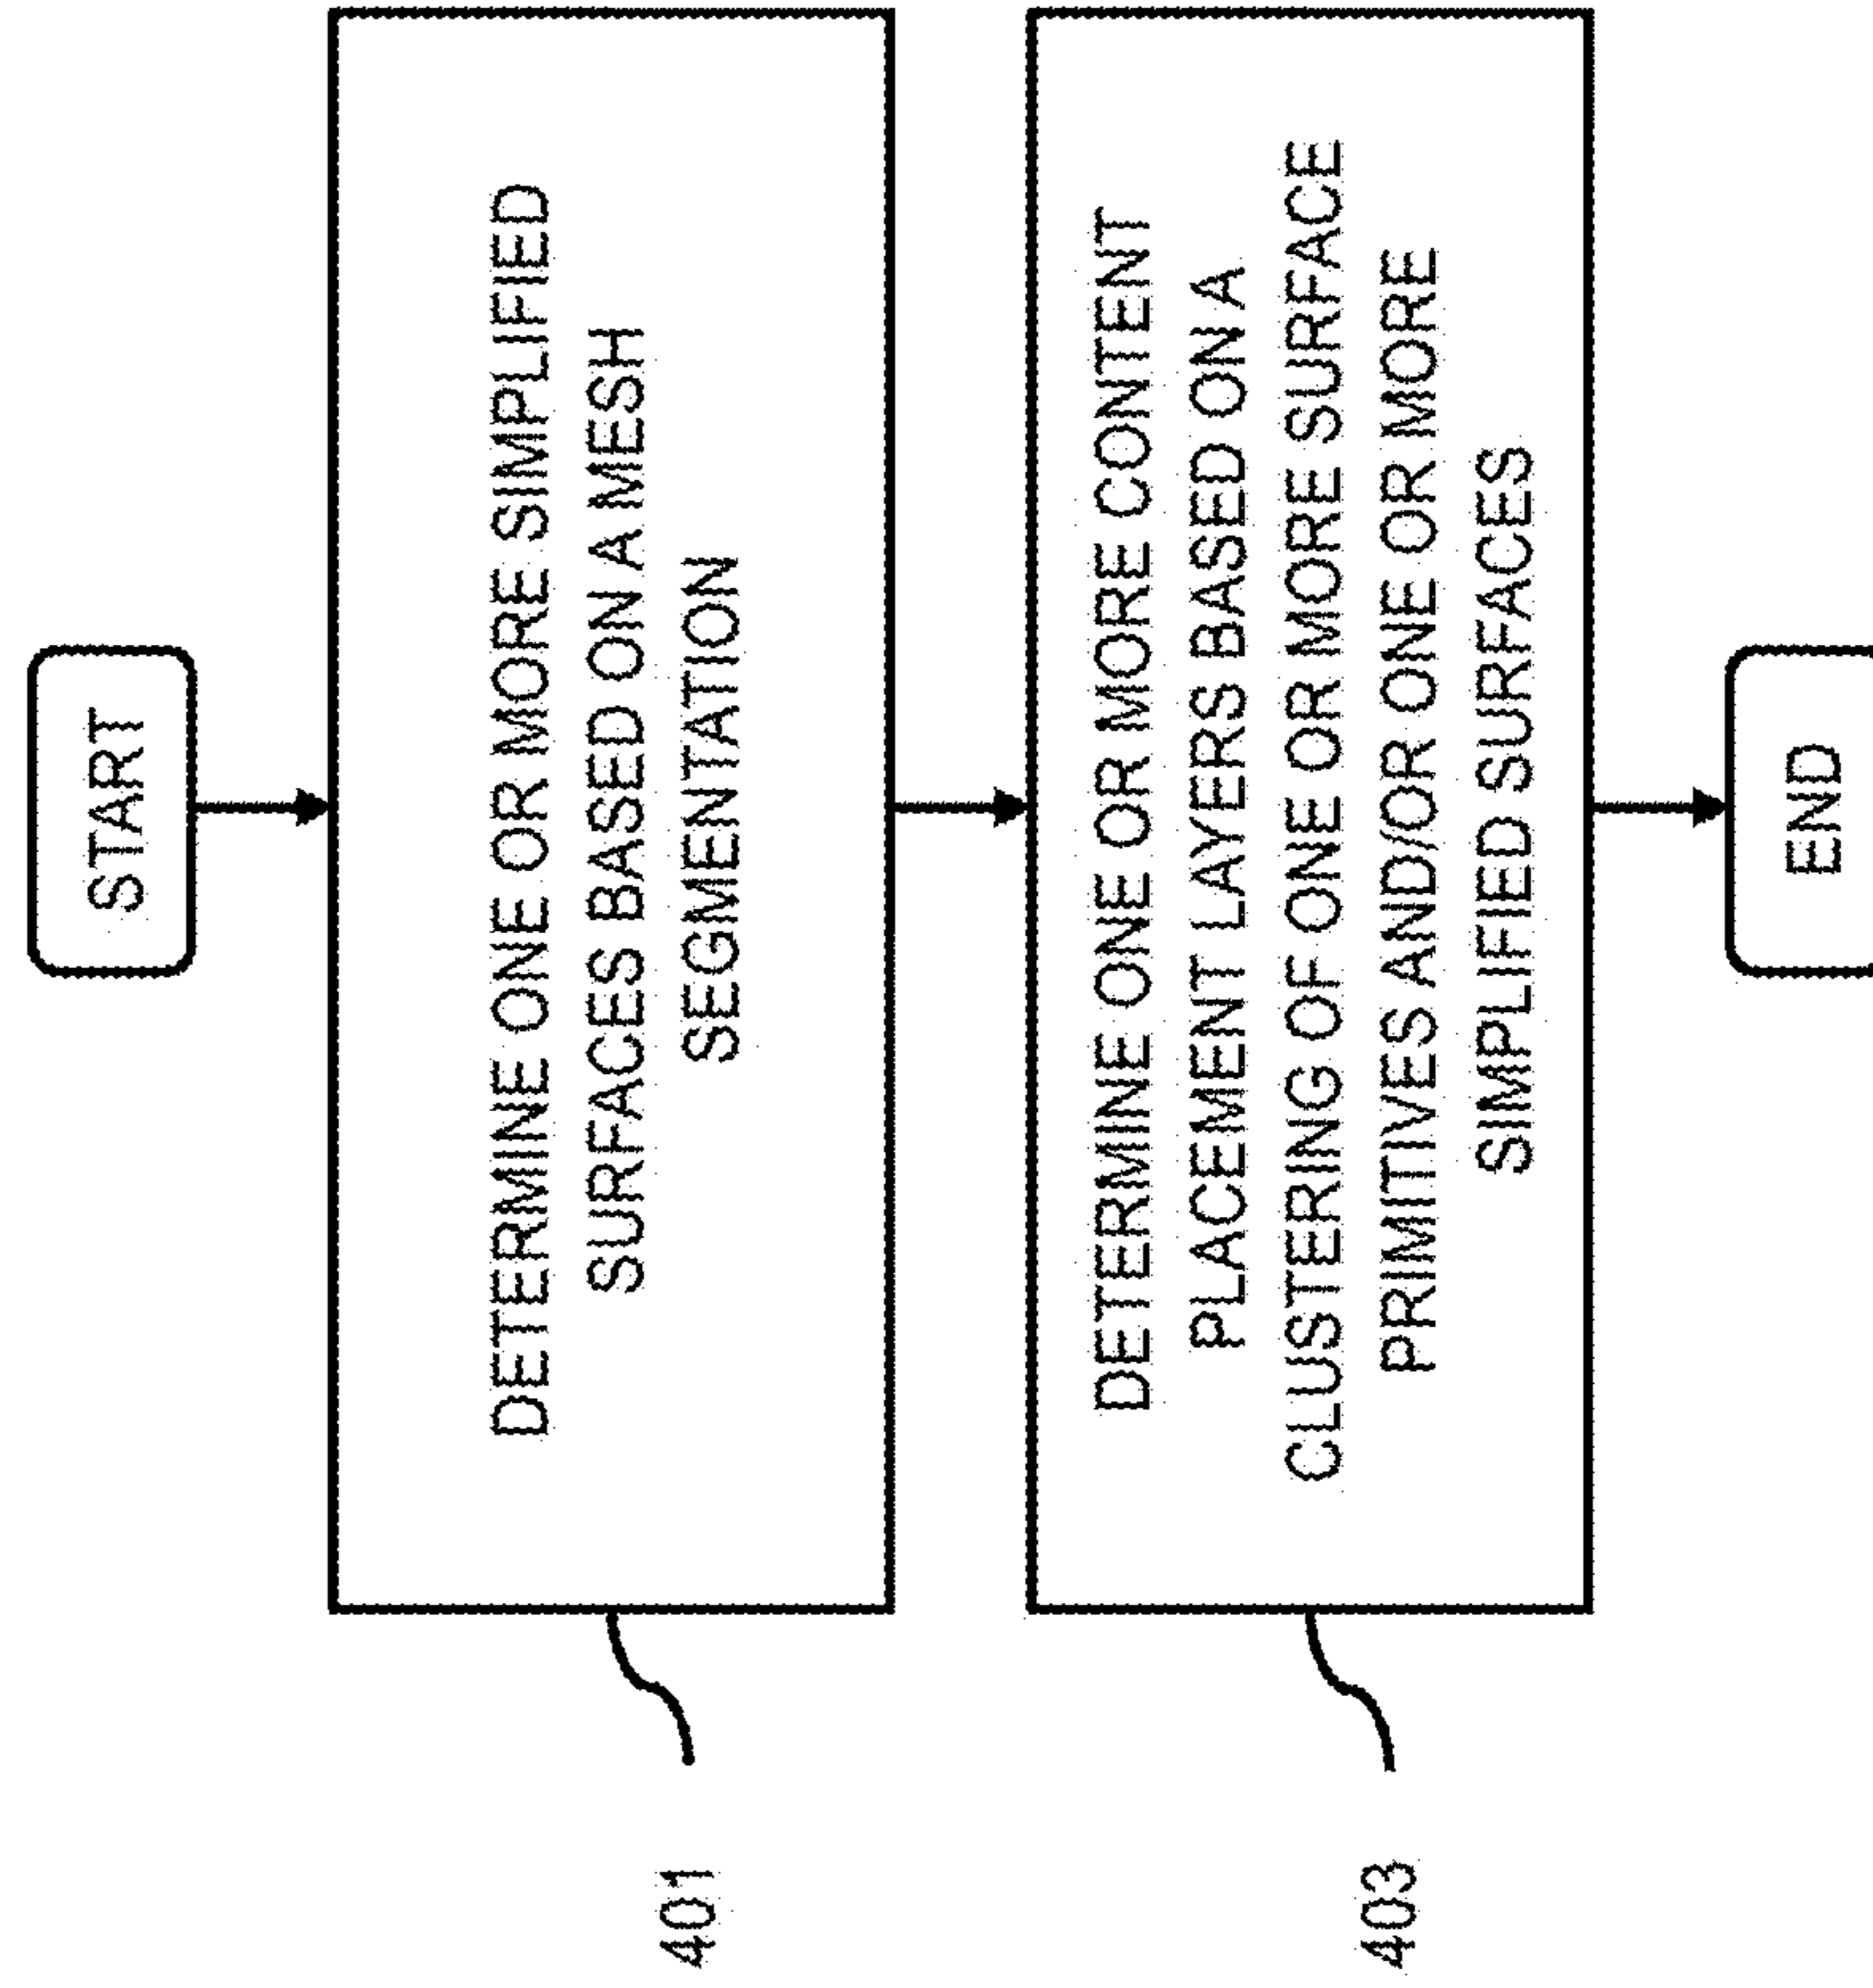 START
DETERMINE ONE OR MORE SIMPLIFIED
SURFACES BASED ON A MESH
SEGMENTATION
401
DETERMINE ONE OR MORE CONTENT
PLACEMENT LAYERS BASED ON A
CLUSTERING OF ONE OR MORE SURFACE
PRIMITIVES AND/OR ONE OR MORE
SIMPLIFIED SURFACES
403
END